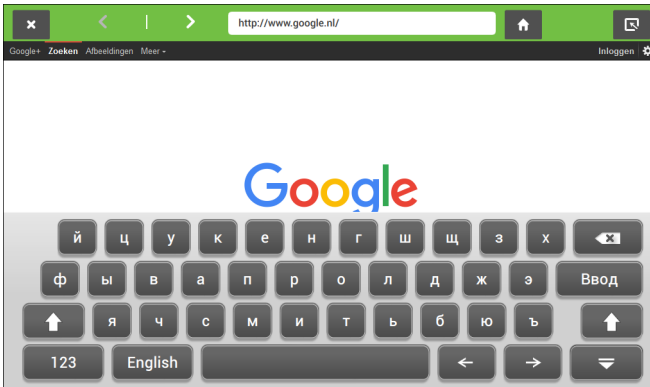 http://www.google.nl/
Google+ Zoeken Afbeeldingen Meer Inloggen
Google
й ц у к е н г ш щ з х
ф ы в а п р о л д ж э Ввод
я ч с м и т ь б ю ъ
123 English